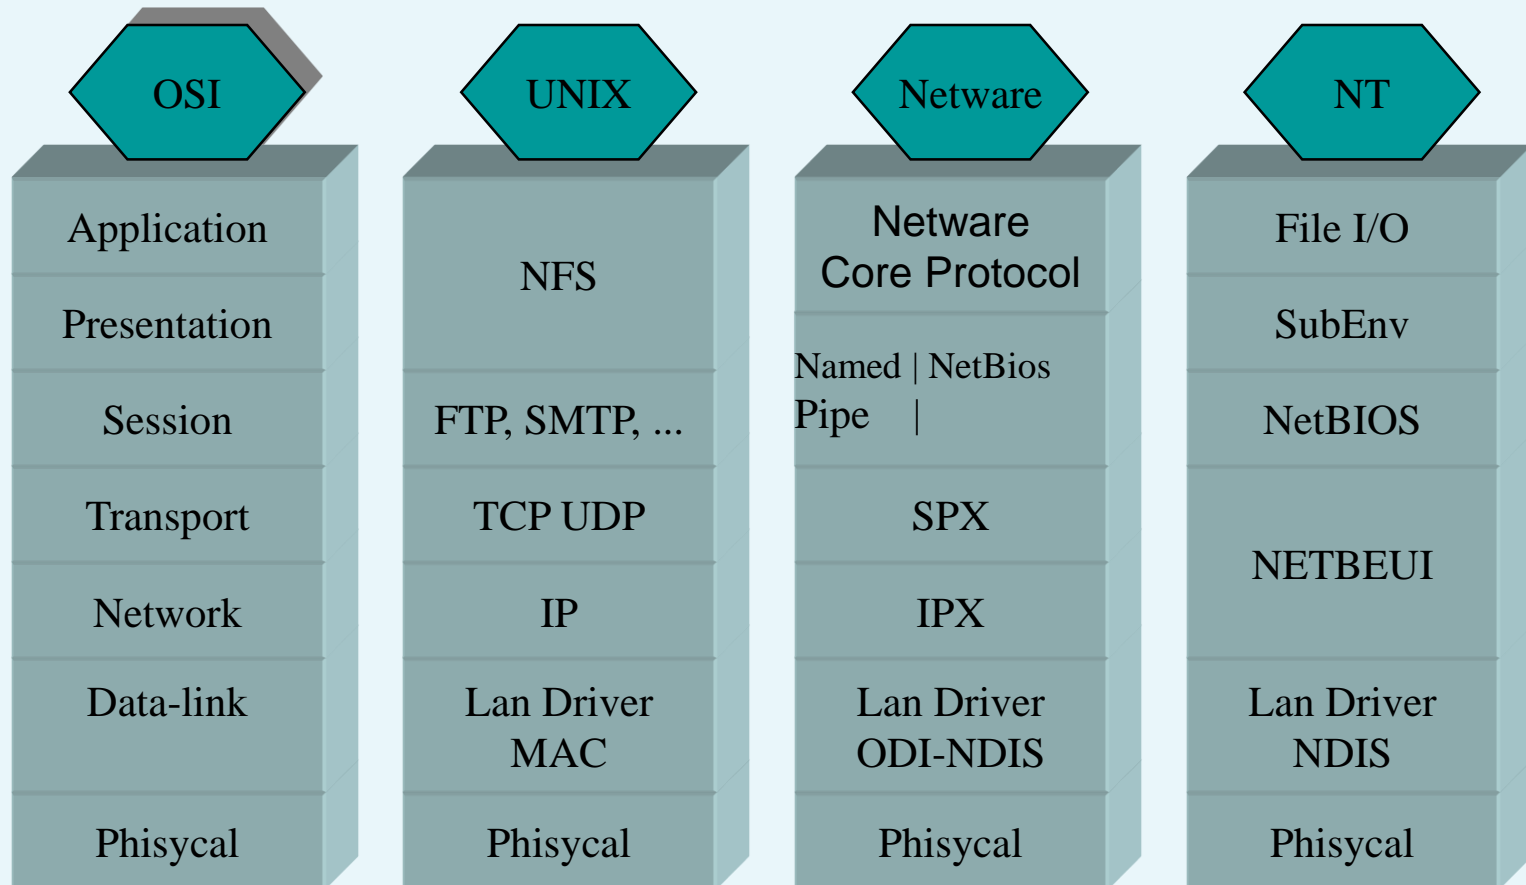 OSI
UNIX
Netware
NT
Application
Presentation
Session
Transport
Network
Data-link
Phisycal
NFS
FTP, SMTP, ...
TCP UDP
IP
Lan Driver
MAC
Phisycal
Netware
Core Protocol
Named | NetBios
Pipe |
SPX
IPX
Lan Driver
ODI-NDIS
Phisycal
File I/O
SubEnv
NetBIOS
NETBEUI
Lan Driver
NDIS
Phisycal